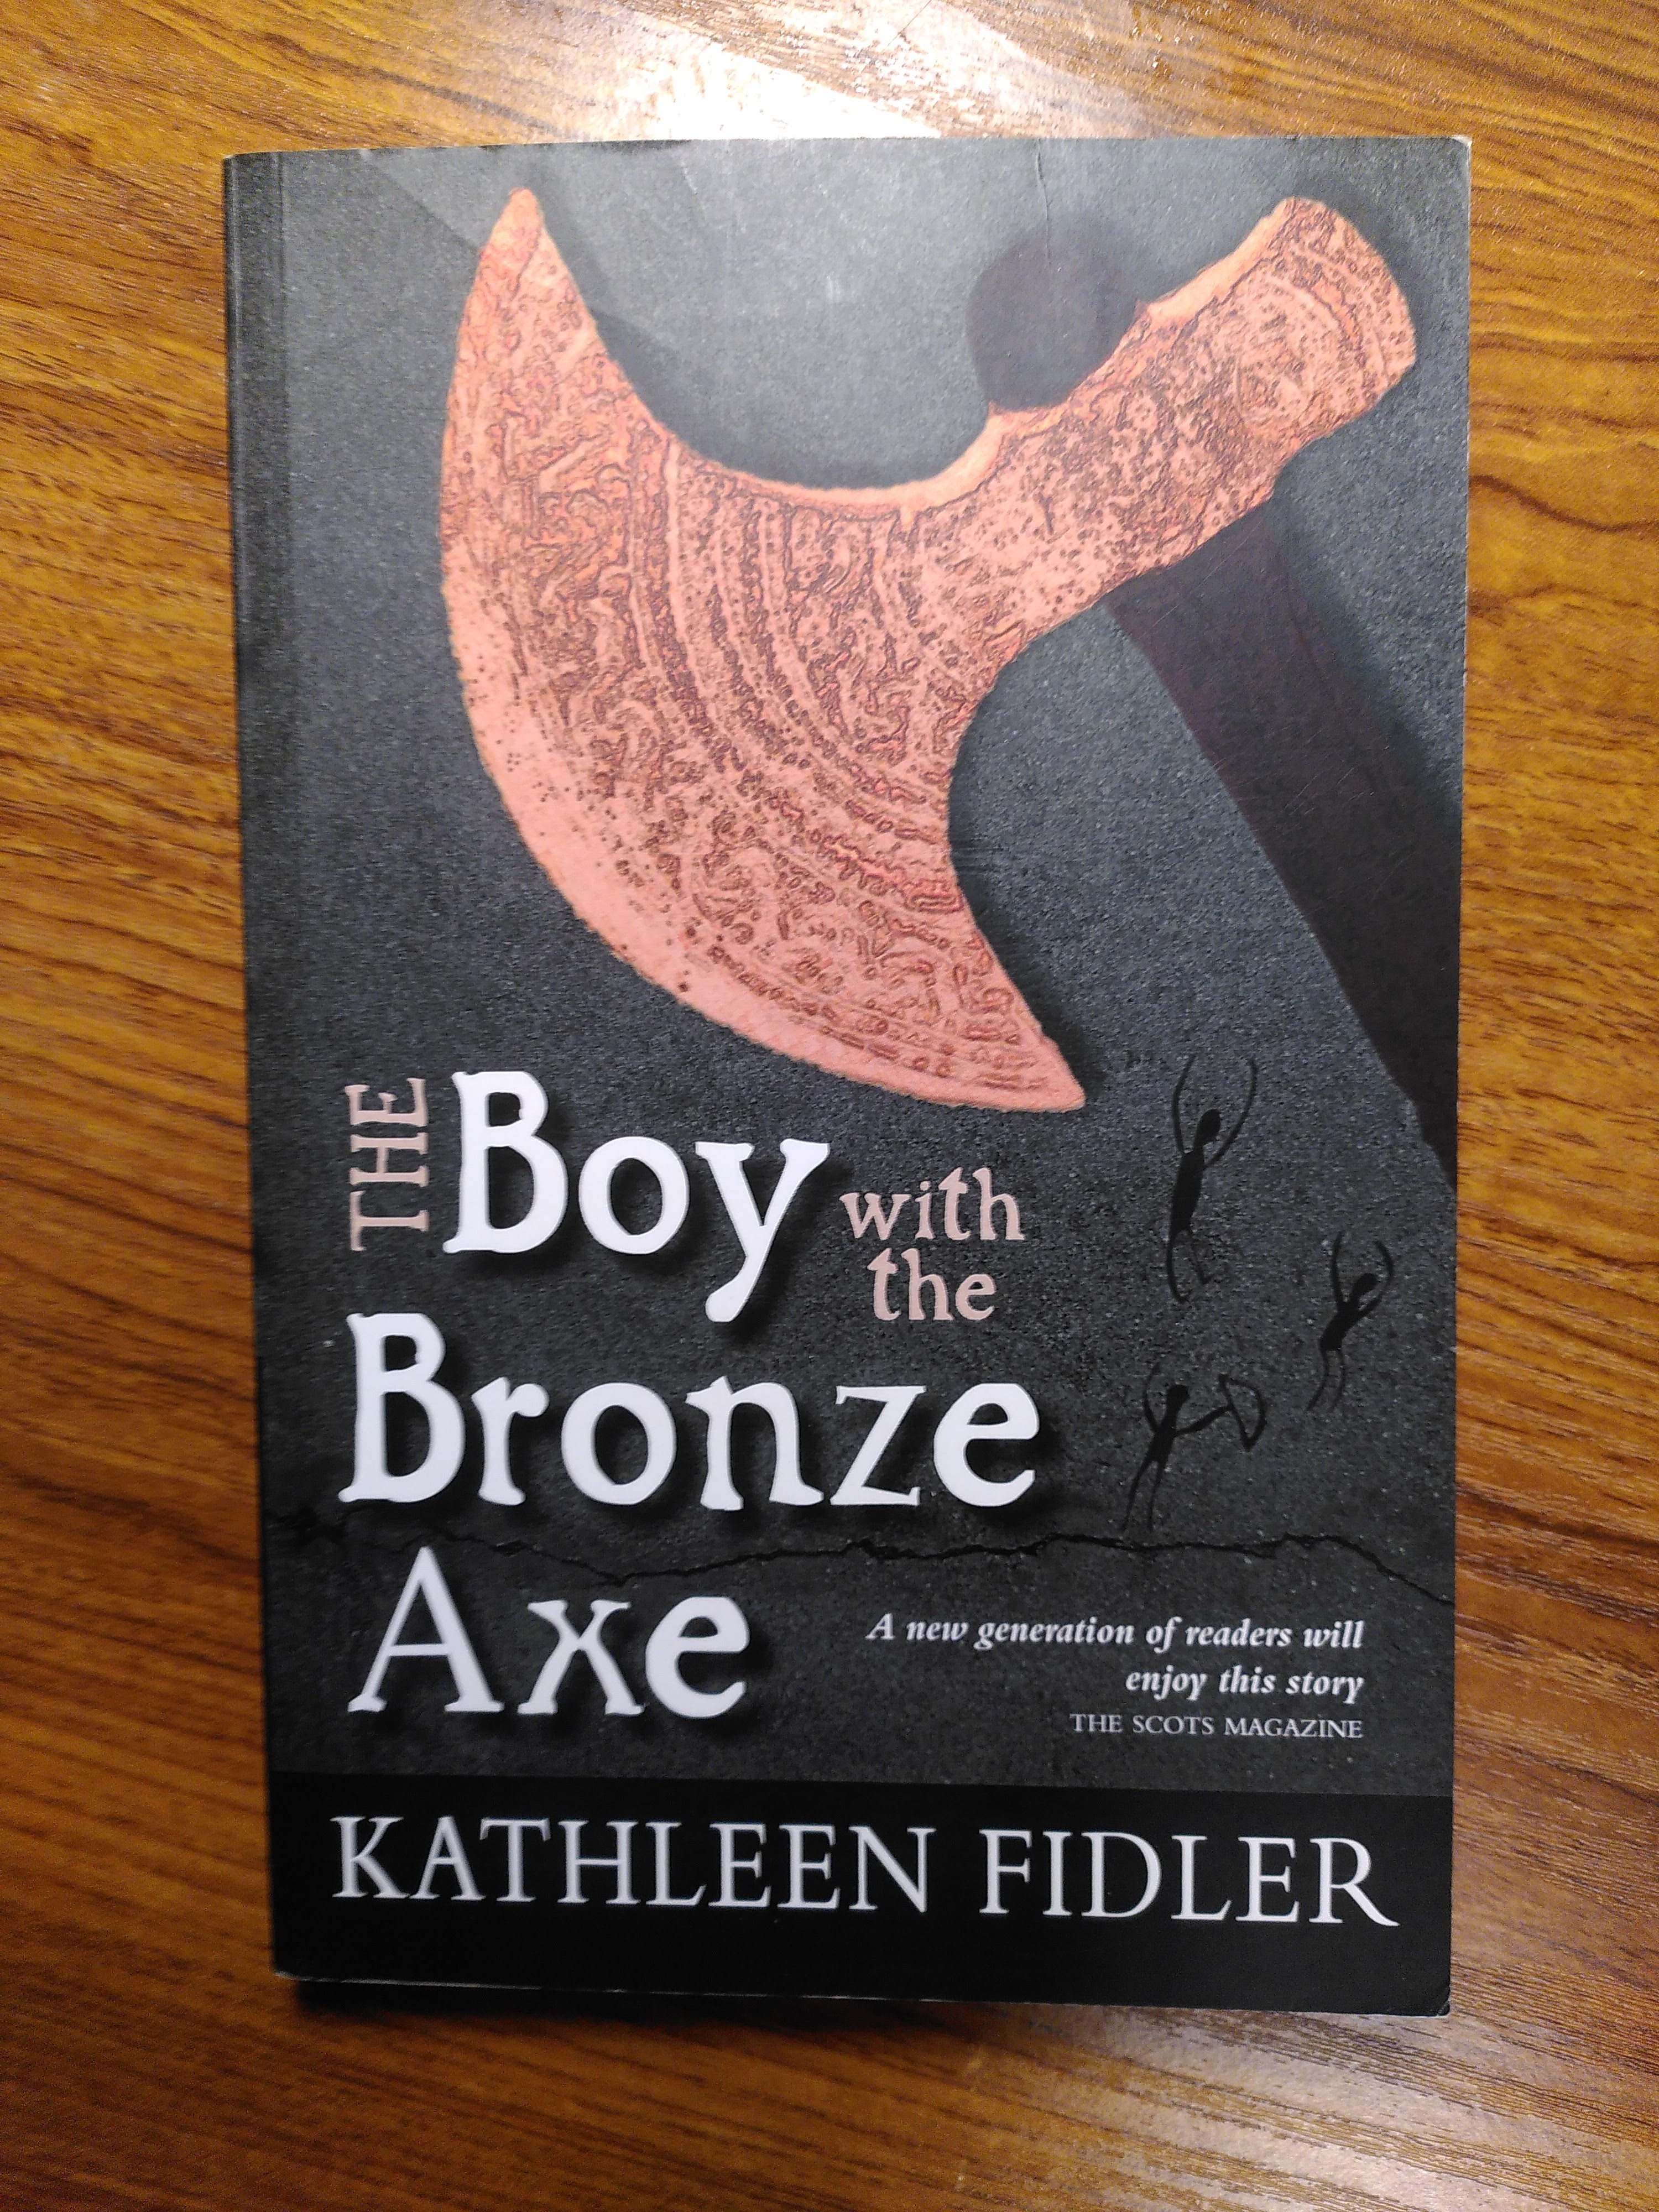 THE Boy with
the
Bronze
Axe
A new generation of readers will
enjoy this story
THE SCOTS MAGAZINE
KATHLEEN FIDLER